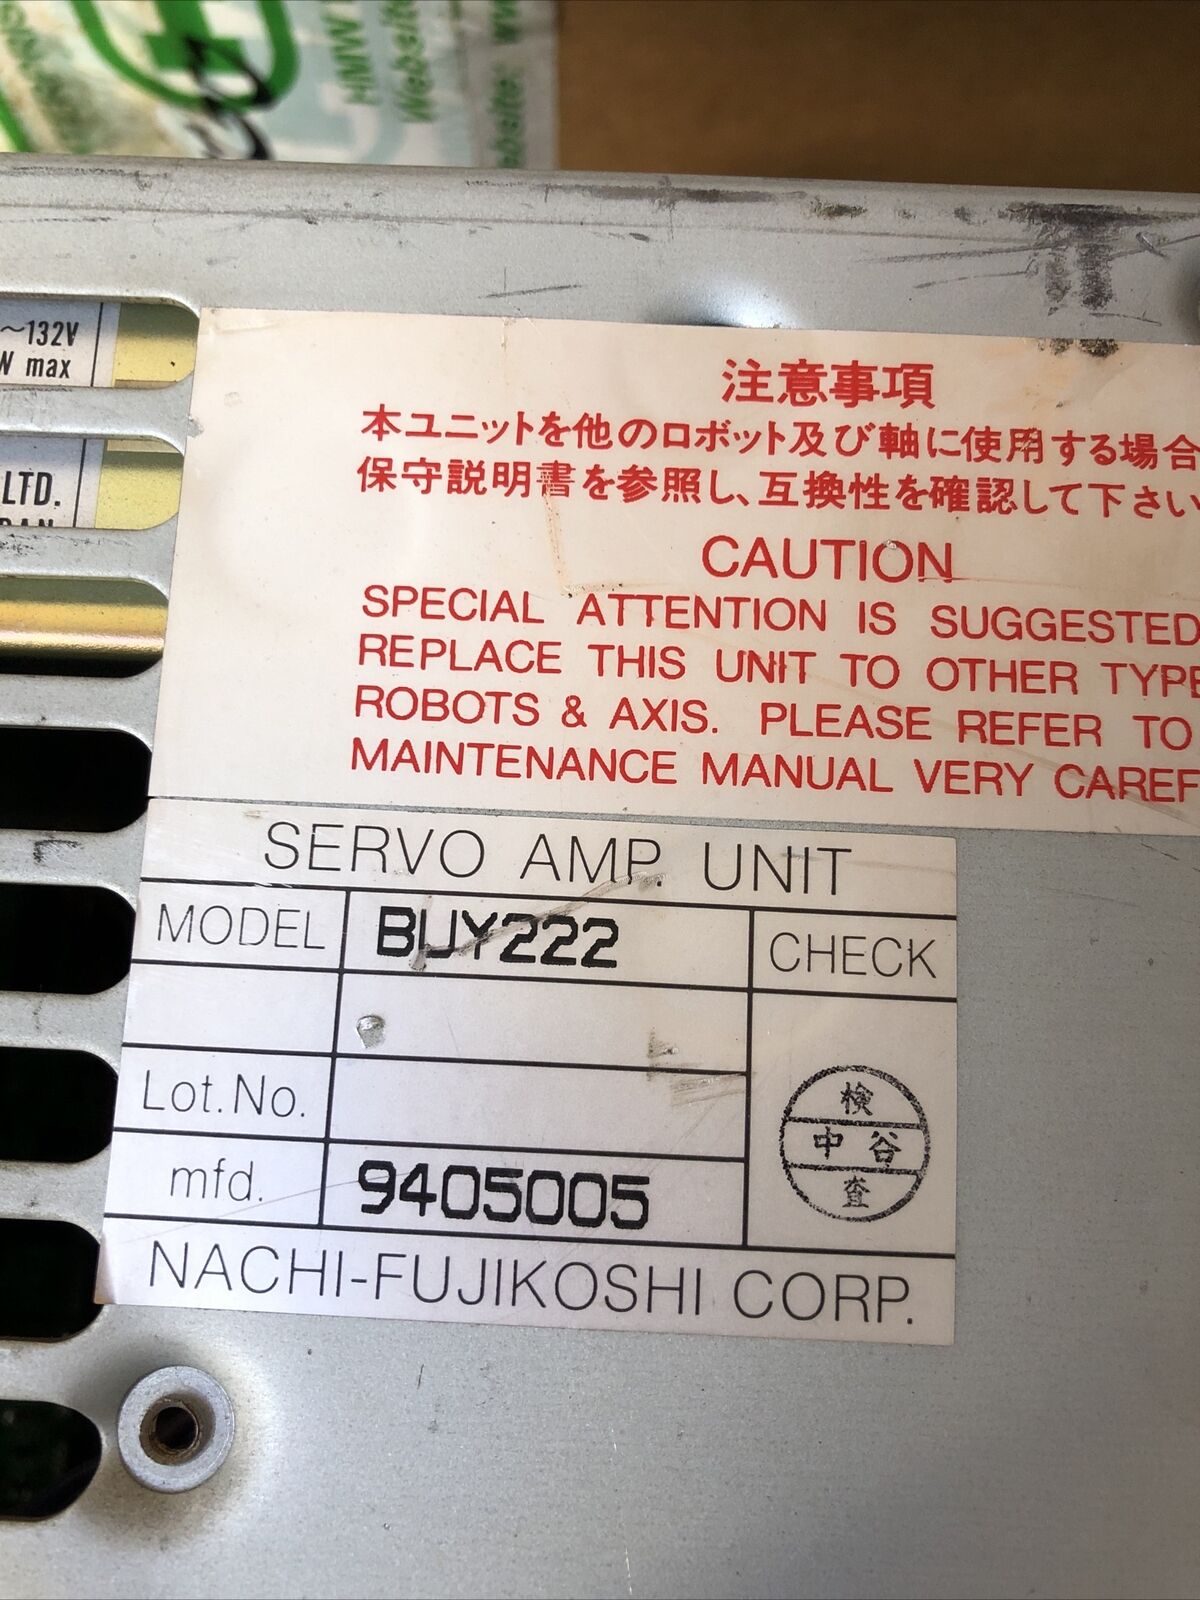 HMW
Website
website: ww
~132V
W max
LTD.
注意事項
本ユニットを他のロボット及び軸に使用する場合
保守説明書を参照し、互換性を確認して下さい
CAUTION
SPECIAL ATTENTION IS SUGGESTED
REPLACE THIS UNIT TO OTHER TYPE
ROBOTS & AXIS. PLEASE REFER TO
MAINTENANCE MANUAL VERY CAREF
SERVO AMP. UNIT
MODEL BUY222 CHECK
Lot.No.
検
中谷
査
mfd. 9405005
NACHI-FUJIKOSHI CORP.